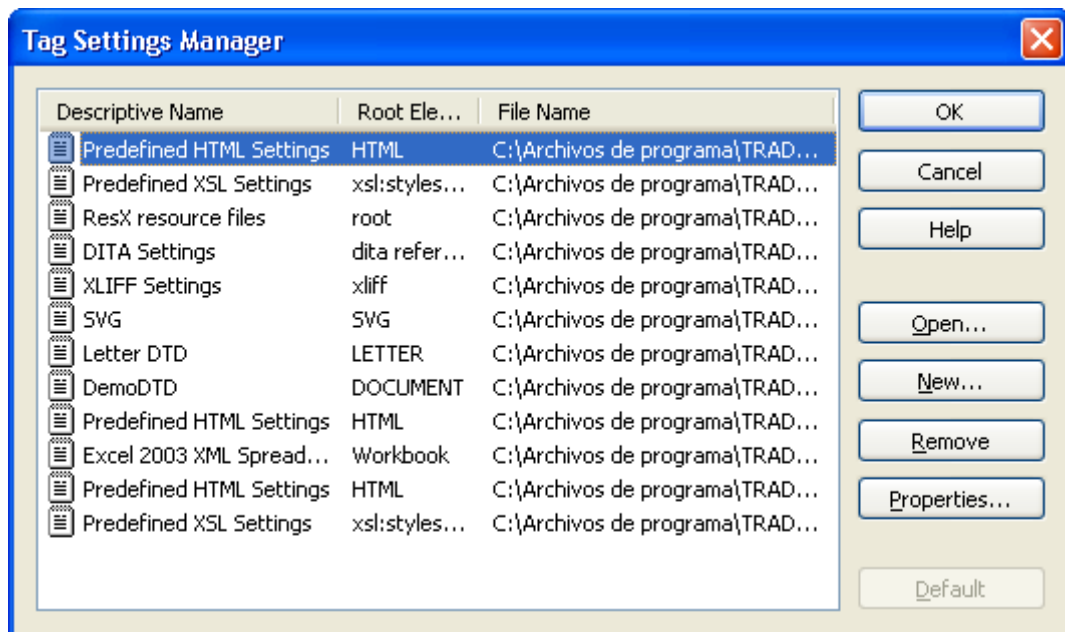 Tag Settings Manager
Descriptive Name Root Ele... File Name
Predefined HTML Settings HTML C:\Archivos de programa\TRAD...
Predefined XSL Settings xsl:styles... C:\Archivos de programa\TRAD...
ResX resource files root C:\Archivos de programa\TRAD...
DITA Settings dita refer... C:\Archivos de programa\TRAD...
XLIFF Settings xliff C:\Archivos de programa\TRAD...
SVG SVG C:\Archivos de programa\TRAD...
Letter DTD LETTER C:\Archivos de programa\TRAD...
DemoDTD DOCUMENT C:\Archivos de programa\TRAD...
Predefined HTML Settings HTML C:\Archivos de programa\TRAD...
Excel 2003 XML Spread... Workbook C:\Archivos de programa\TRAD...
Predefined HTML Settings HTML C:\Archivos de programa\TRAD...
Predefined XSL Settings xsl:styles... C:\Archivos de programa\TRAD...
OK
Cancel
Help
Open...
New...
Remove
Properties...
Default